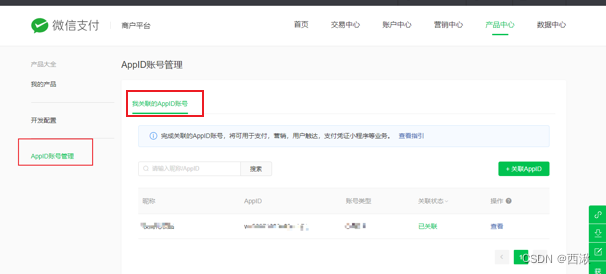 微信支付 商户平台 首页 交易中心 账户中心 营销中心 产品中心 数据中心
产品大全
我的产品
开发配置
AppID账号管理
AppID账号管理
我关联的AppID账号
完成关联的AppID账号，将可用于支付，营销，用户触达，支付凭证小程序等业务。 查看指引
请输入昵称/AppID 搜索 + 关联AppID
昵称 AppID 账号类型 关联状态 操作
已关联 查看
1
CSDN @西液